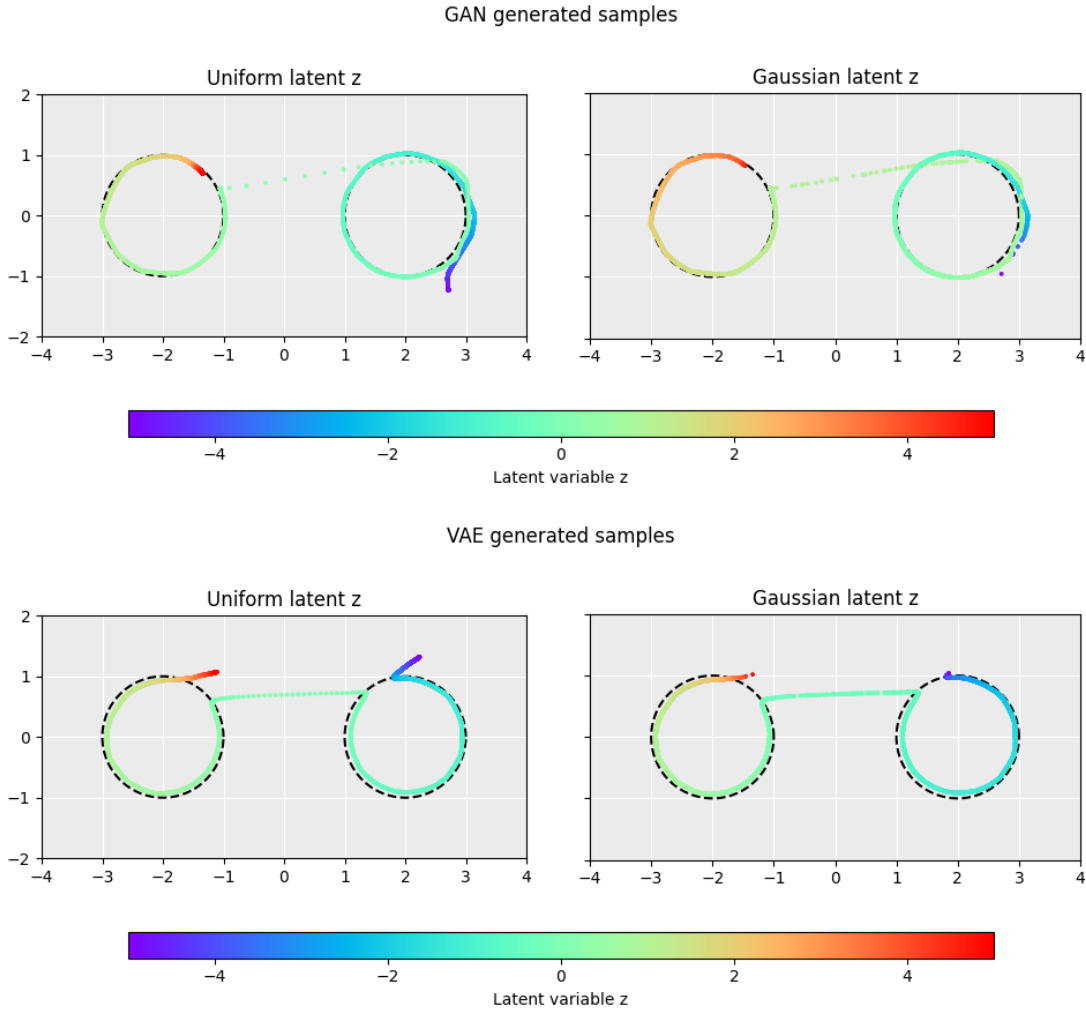 GAN generated samples
Uniform latent z
Gaussian latent z
2
1
0
−1
−2
−4 −3 −2 −1 0 1 2 3 4
−4 −3 −2 −1 0 1 2 3 4
−4 −2 0 2 4
Latent variable z
VAE generated samples
Uniform latent z
Gaussian latent z
2
1
0
−1
−2
−4 −3 −2 −1 0 1 2 3 4
−4 −3 −2 −1 0 1 2 3 4
−4 −2 0 2 4
Latent variable z